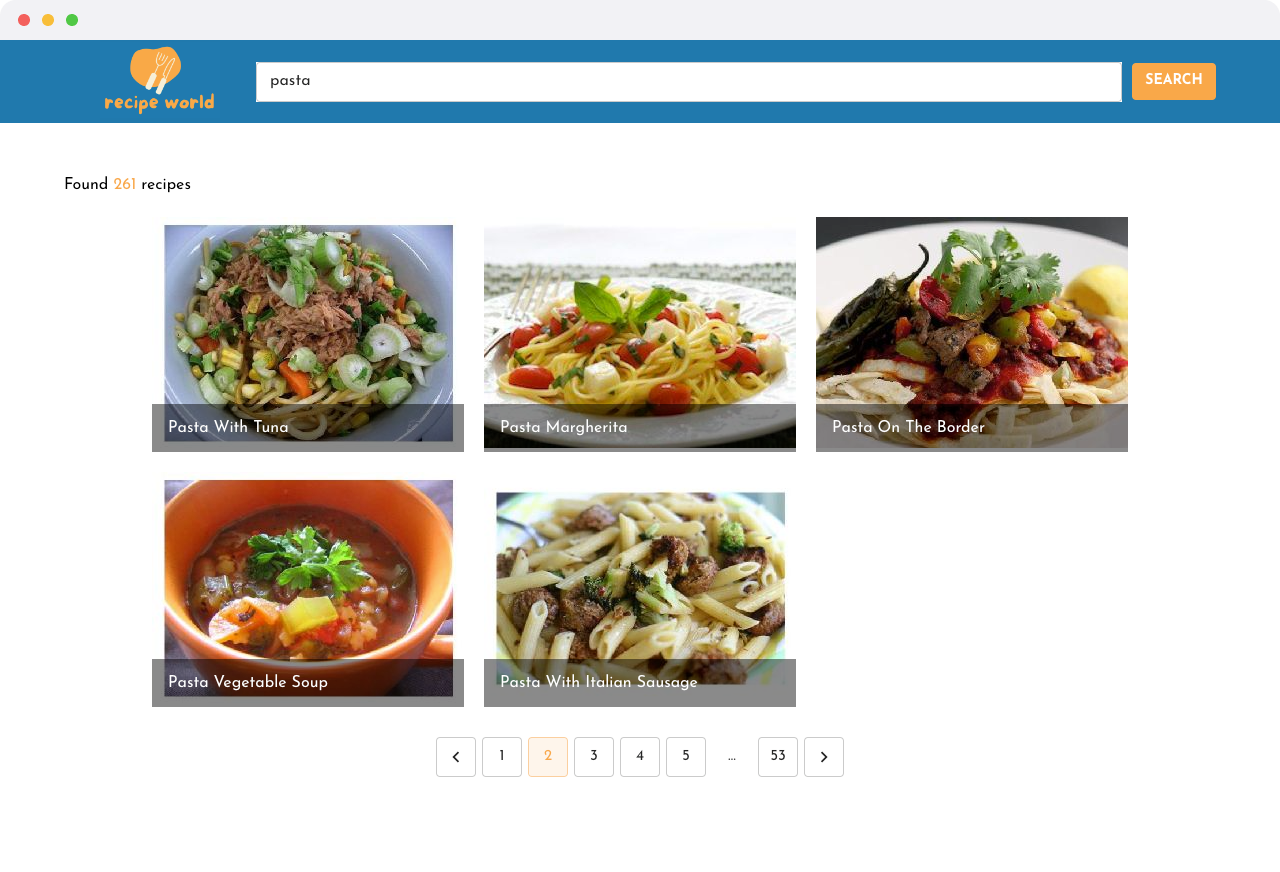 recipe world
pasta
SEARCH
Found 261 recipes
Pasta With Tuna
Pasta Margherita
Pasta On The Border
Pasta Vegetable Soup
Pasta With Italian Sausage
1 2 3 4 5 ... 53